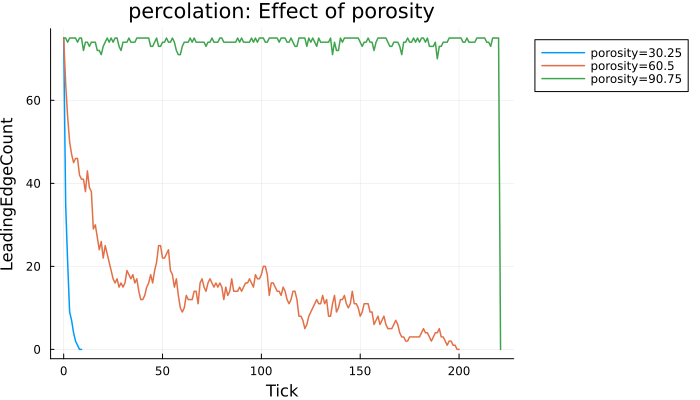 percolation: Effect of porosity
porosity=30.25
porosity=60.5
porosity=90.75
LeadingEdgeCount
60
40
20
0
0 50 100 150 200
Tick